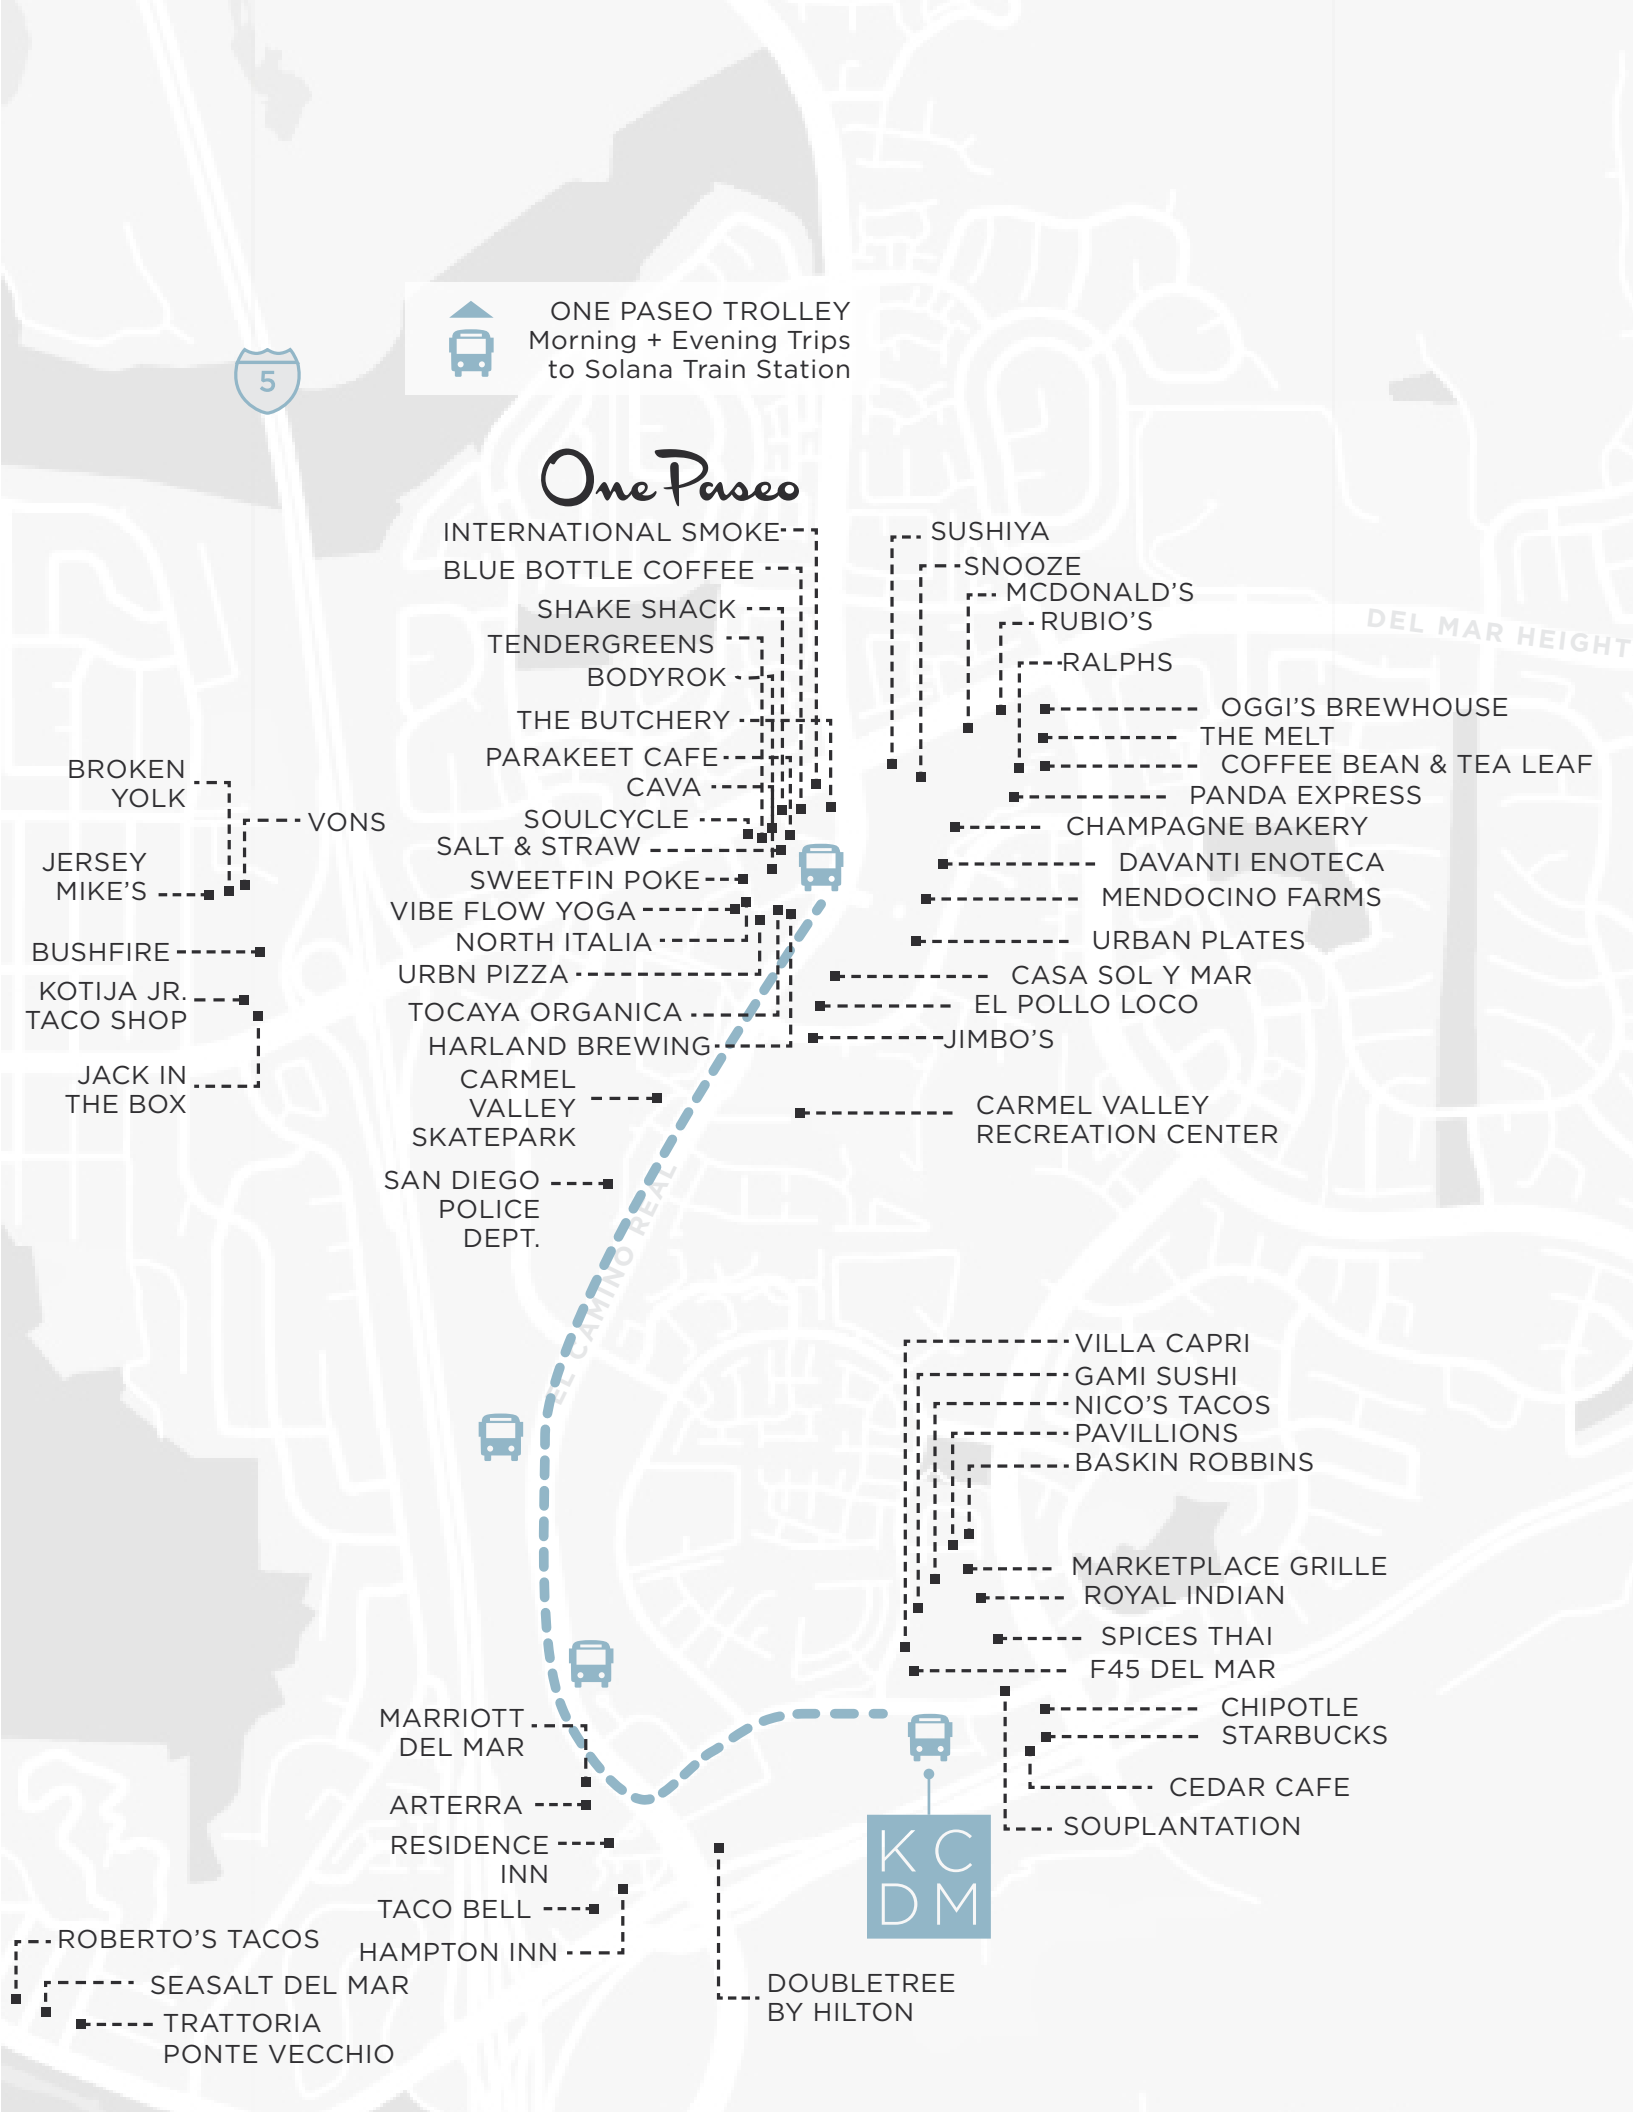 ONE PASEO TROLLEY
Morning + Evening Trips
to Solana Train Station
5
One Paseo
INTERNATIONAL SMOKE
BLUE BOTTLE COFFEE
SHAKE SHACK
TENDERGREENS
BODYROK
THE BUTCHERY
PARAKEET CAFE
CAVA
SOULCYCLE
SALT & STRAW
SWEETFIN POKE
VIBE FLOW YOGA
NORTH ITALIA
URBN PIZZA
TOCAYA ORGANICA
HARLAND BREWING
CARMEL
VALLEY
SKATEPARK
SAN DIEGO
POLICE
DEPT.
SUSHIYA
SNOOZE
MCDONALD'S
RUBIO'S
RALPHS
DEL MAR HEIGHT
OGGI'S BREWHOUSE
THE MELT
COFFEE BEAN & TEA LEAF
PANDA EXPRESS
CHAMPAGNE BAKERY
DAVANTI ENOTECA
MENDOCINO FARMS
URBAN PLATES
CASA SOL Y MAR
EL POLLO LOCO
JIMBO'S
CARMEL VALLEY
RECREATION CENTER
BROKEN
YOLK
VONS
JERSEY
MIKE'S
BUSHFIRE
KOTIJA JR.
TACO SHOP
JACK IN
THE BOX
EL CAMINO REAL
VILLA CAPRI
GAMI SUSHI
NICO'S TACOS
PAVILLIONS
BASKIN ROBBINS
MARKETPLACE GRILLE
ROYAL INDIAN
SPICES THAI
F45 DEL MAR
CHIPOTLE
STARBUCKS
CEDAR CAFE
SOUPLANTATION
KC
DM
MARRIOTT
DEL MAR
ARTERRA
RESIDENCE
INN
TACO BELL
HAMPTON INN
DOUBLETREE
BY HILTON
ROBERTO'S TACOS
SEASALT DEL MAR
TRATTORIA
PONTE VECCHIO